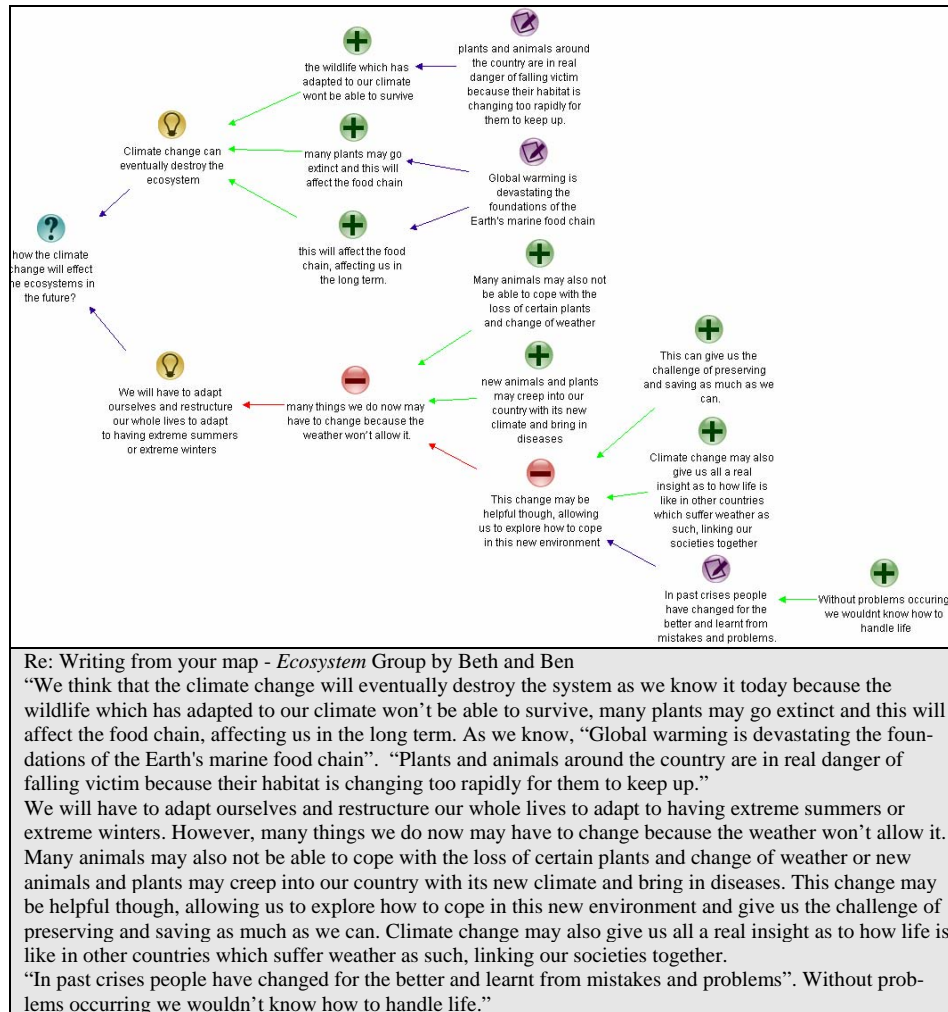 plants and animals around
the country are in real
danger of falling victim
because their habitat is
changing too rapidly for
them to keep up.
the wildlife which has
adapted to our climate
wont be able to survive
Climate change can
eventually destroy the
ecosystem
many plants may go
extinct and this will
affect the food chain
Global warming is
devastating the
foundations of the
Earth's marine food chain
how the climate
change will effect
the ecosystems in
the future?
this will affect the food
chain, affecting us in
the long term.
Many animals may also not
be able to cope with the
loss of certain plants
and change of weather
We will have to adapt
ourselves and restructure
our whole lives to adapt
to having extreme summers
or extreme winters
many things we do now may
have to change because the
weather won't allow it.
new animals and plants
may creep into our
country with its new
climate and bring in
diseases
This can give us the
challenge of preserving
and saving as much as we
can.
This change may be
helpful though, allowing
us to explore how to cope
in this new environment
Climate change may also
give us all a real
insight as to how life is
like in other countries
which suffer weather as
such, linking our
societies together
In past crises people
have changed for the
better and learnt from
mistakes and problems.
Without problems occuring
we wouldnt know how to
handle life
Re: Writing from your map - Ecosystem Group by Beth and Ben
“We think that the climate change will eventually destroy the system as we know it today because the
wildlife which has adapted to our climate won’t be able to survive, many plants may go extinct and this will
affect the food chain, affecting us in the long term. As we know, “Global warming is devastating the foun-
dations of the Earth's marine food chain”. “Plants and animals around the country are in real danger of
falling victim because their habitat is changing too rapidly for them to keep up.”
We will have to adapt ourselves and restructure our whole lives to adapt to having extreme summers or
extreme winters. However, many things we do now may have to change because the weather won’t allow it.
Many animals may also not be able to cope with the loss of certain plants and change of weather or new
animals and plants may creep into our country with its new climate and bring in diseases. This change may
be helpful though, allowing us to explore how to cope in this new environment and give us the challenge of
preserving and saving as much as we can. Climate change may also give us all a real insight as to how life is
like in other countries which suffer weather as such, linking our societies together.
“In past crises people have changed for the better and learnt from mistakes and problems”. Without prob-
lems occurring we wouldn’t know how to handle life.”